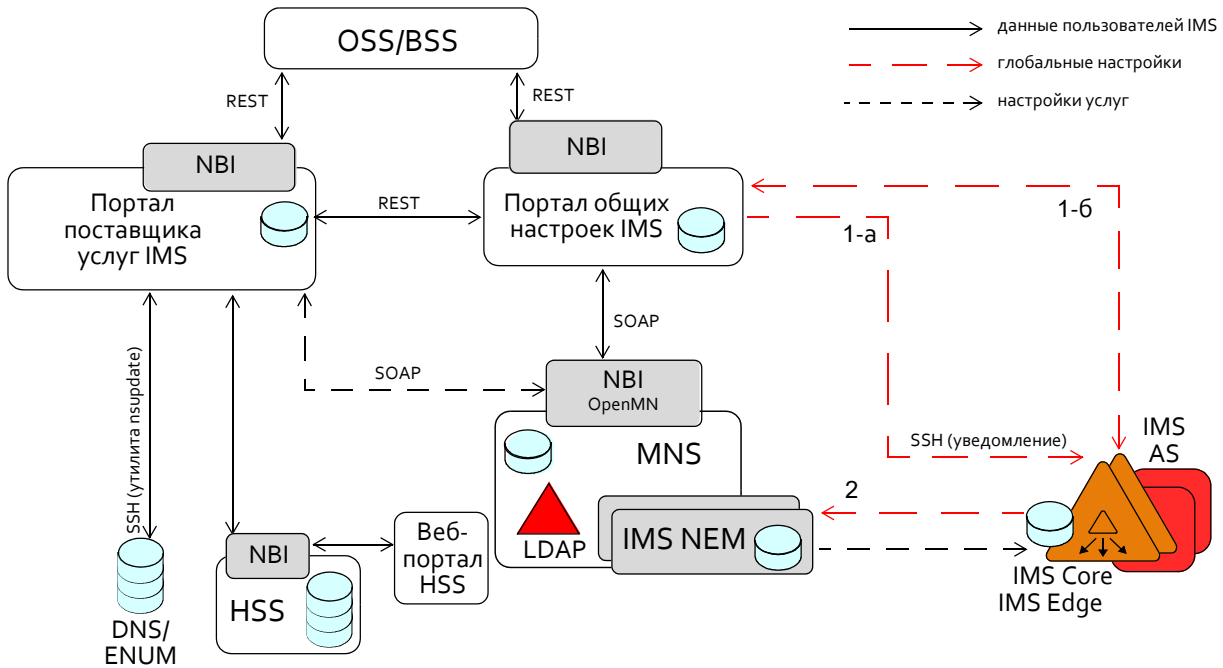 OSS/BSS
данные пользователей IMS
глобальные настройки
настройки услуг
REST
REST
NBI
NBI
Портал
поставщика
услуг IMS
REST
Портал общих
настроек IMS
1-а
1-б
SOAP
SOAP
NBI
OpenMN
SSH (утилита nsupdate)
MNS
SSH (уведомление)
IMS
AS
2
LDAP
IMS NEM
NBI
HSS
Веб-
портал
HSS
IMS Core
IMS Edge
DNS/
ENUM